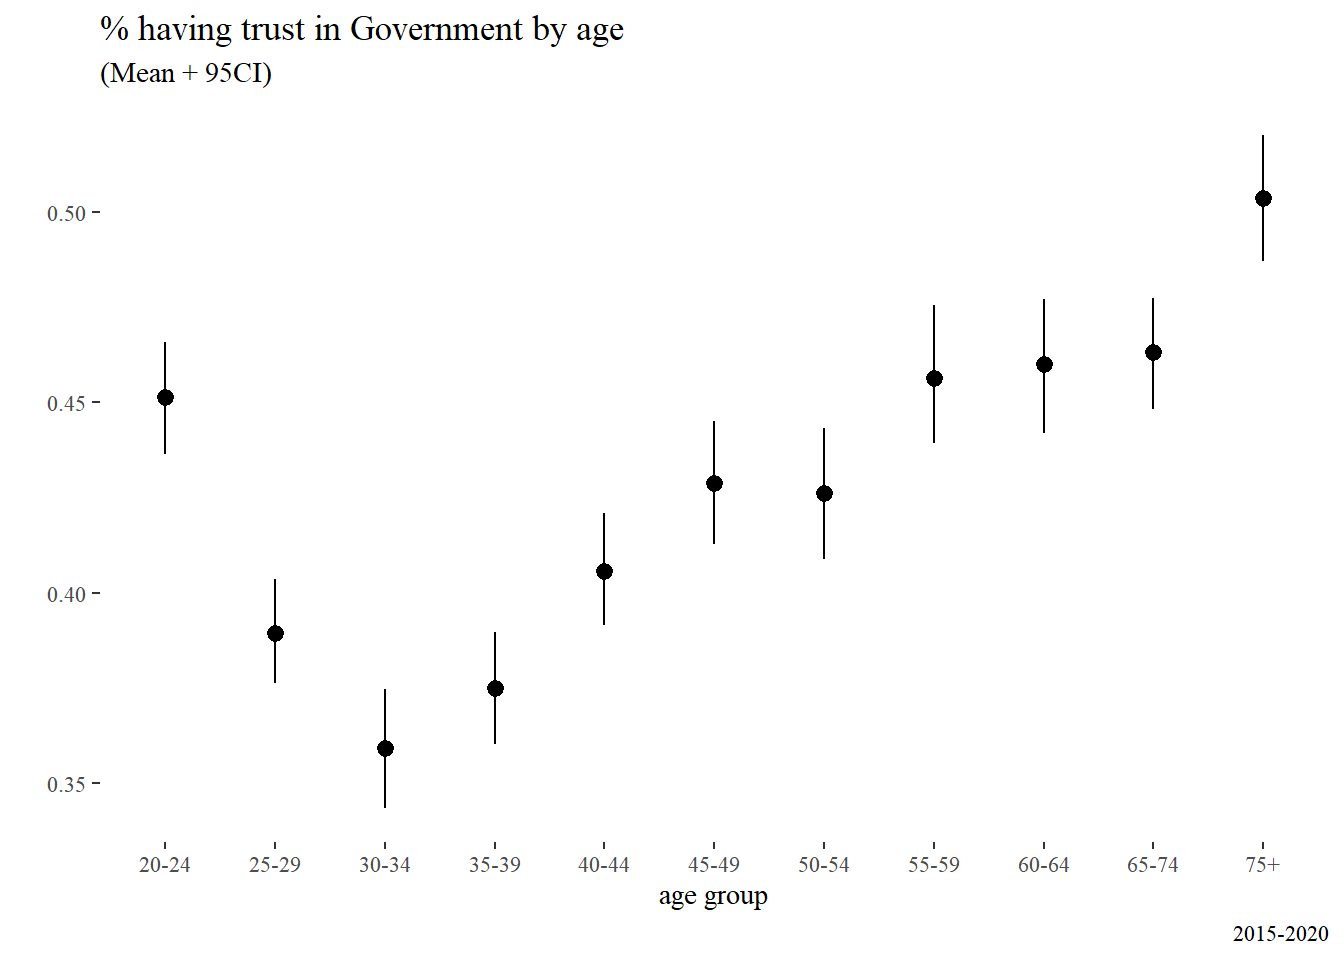 % having trust in Government by age
(Mean + 95CI)
0.50
0.45
0.40
0.35
20-24 25-29 30-34 35-39 40-44 45-49 50-54 55-59 60-64 65-74 75+
age group
2015-2020